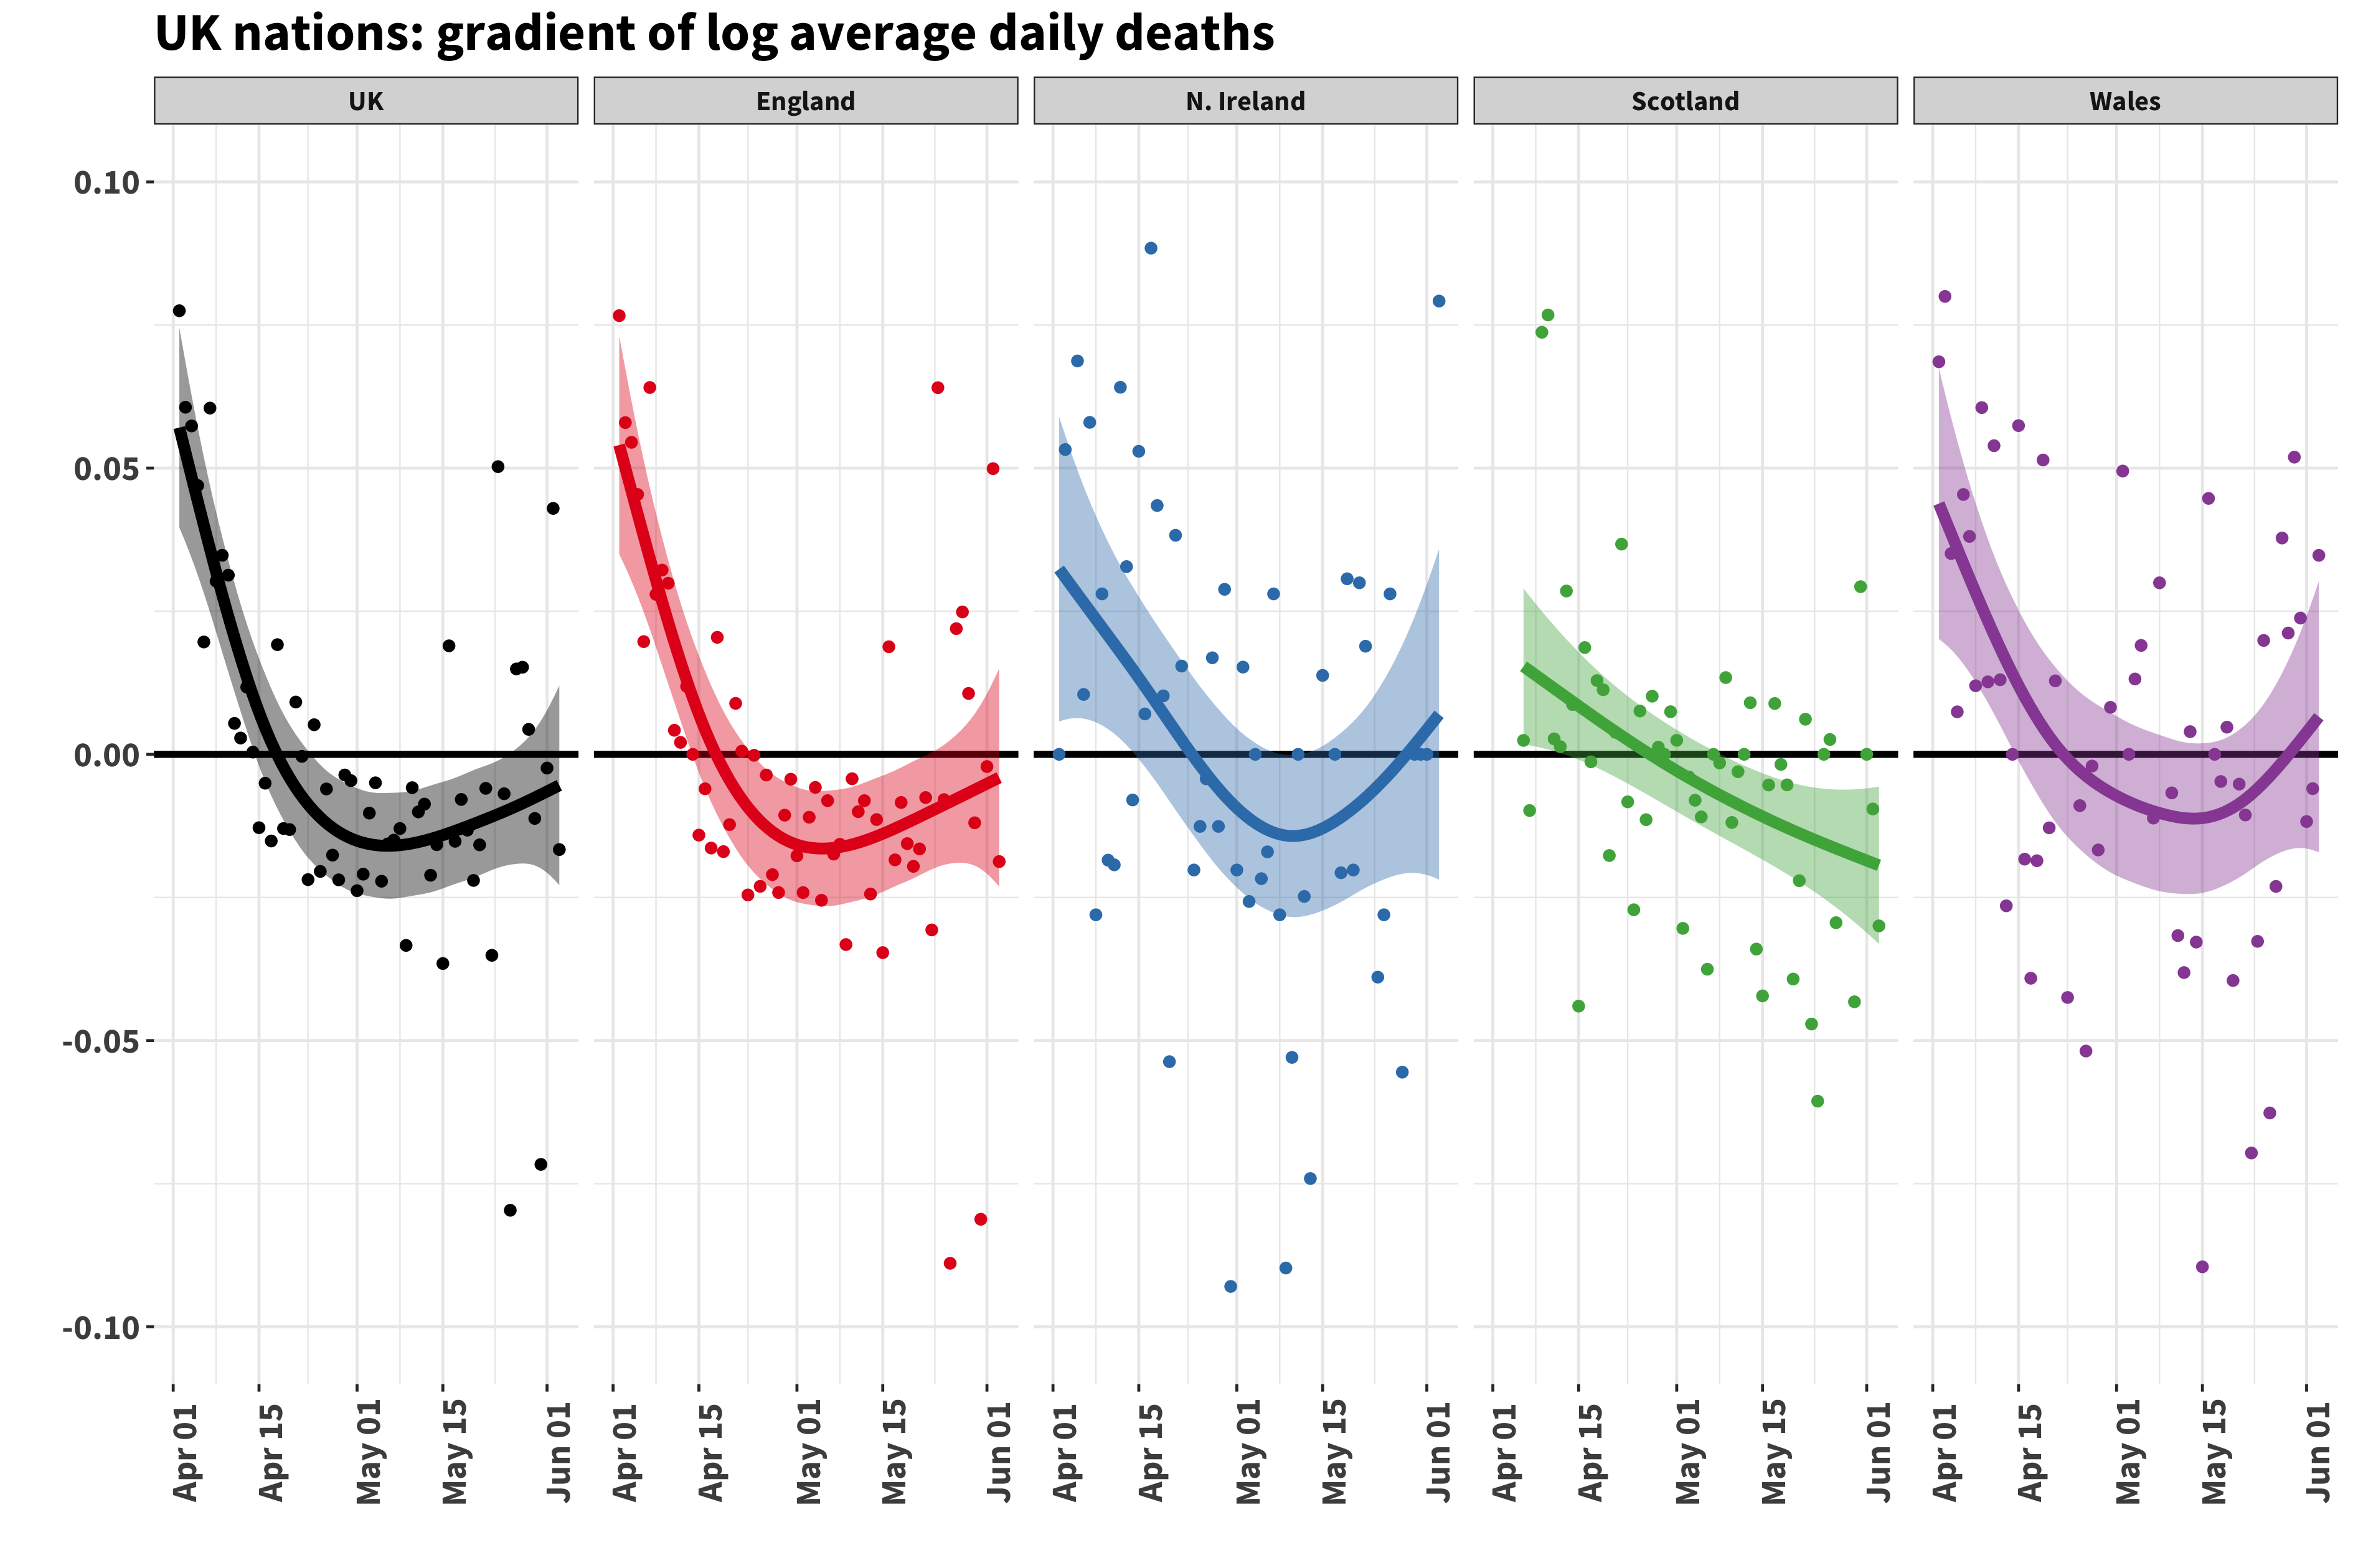 UK nations: gradient of log average daily deaths
UK England N. Ireland Scotland Wales
0.10
0.05
0.00
-0.05
-0.10
Apr 01 Apr 15 May 01 May 15 Jun 01 Apr 01 Apr 15 May 01 May 15 Jun 01 Apr 01 Apr 15 May 01 May 15 Jun 01 Apr 01 Apr 15 May 01 May 15 Jun 01 Apr 01 Apr 15 May 01 May 15 Jun 01